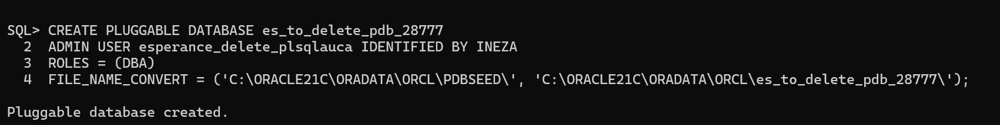 SQL> CREATE PLUGGABLE DATABASE es_to_delete_pdb_28777
2 ADMIN USER esperance_delete_plsqlauca IDENTIFIED BY INEZA
3 ROLES = (DBA)
4 FILE_NAME_CONVERT = ('C:\ORACLE21C\ORADATA\ORCL\PDBSEED\', 'C:\ORACLE21C\ORADATA\ORCL\es_to_delete_pdb_28777\');
Pluggable database created.